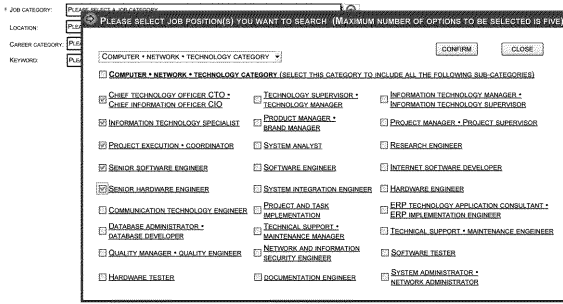 * JOB CATEGORY: PLEASE SELECT A JOB CATEGORY
PLEASE SELECT JOB POSITION(S) YOU WANT TO SEARCH (MAXIMUM NUMBER OF OPTIONS TO BE SELECTED IS FIVE)
LOCATION: PLEA
CAREER CATEGORY: PLEA
KEYWORD: PLE
CONFIRM CLOSE
COMPUTER • NETWORK • TECHNOLOGY CATEGORY
COMPUTER • NETWORK • TECHNOLOGY CATEGORY (SELECT THIS CATEGORY TO INCLUDE ALL THE FOLLOWING SUB-CATEGORIES)
CHIEF TECHNOLOGY OFFICER CTO •
CHIEF INFORMATION OFFICER CIO
TECHNOLOGY SUPERVISOR •
TECHNOLOGY MANAGER
INFORMATION TECHNOLOGY MANAGER •
INFORMATION TECHNOLOGY SUPERVISOR
INFORMATION TECHNOLOGY SPECIALIST
PRODUCT MANAGER •
BRAND MANAGER
PROJECT MANAGER • PROJECT SUPERVISOR
PROJECT EXECUTION • COORDINATOR
SYSTEM ANALYST
RESEARCH ENGINEER
SENIOR SOFTWARE ENGINEER
SOFTWARE ENGINEER
INTERNET SOFTWARE DEVELOPER
SENIOR HARDWARE ENGINEER
SYSTEM INTEGRATION ENGINEER
HARDWARE ENGINEER
COMMUNICATION TECHNOLOGY ENGINEER
PROJECT AND TASK
IMPLEMENTATION
ERP TECHNOLOGY APPLICATION CONSULTANT •
ERP IMPLEMENTATION ENGINEER
DATABASE ADMINISTRATOR •
DATABASE DEVELOPER
TECHNICAL SUPPORT •
MAINTENANCE MANAGER
TECHNICAL SUPPORT • MAINTENANCE ENGINEER
QUALITY MANAGER • QUALITY ENGINEER
NETWORK AND INFORMATION
SECURITY ENGINEER
SOFTWARE TESTER
HARDWARE TESTER
DOCUMENTATION ENGINEER
SYSTEM ADMINISTRATOR •
NETWORK ADMINISTRATOR